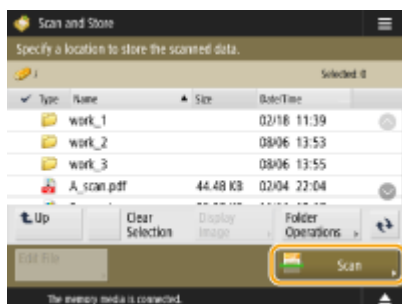 Scan and Store
Specify a location to store the scanned data.
/ Selected: 0
Type Name Size Date/Time
work_1 02/18 11:39
work_2 08/06 13:53
work_3 08/06 13:55
A_scan.pdf 44.48 KB 02/04 22:04
Up Clear Selection Display Image Folder Operations
Edit File Scan
The memory media is connected.